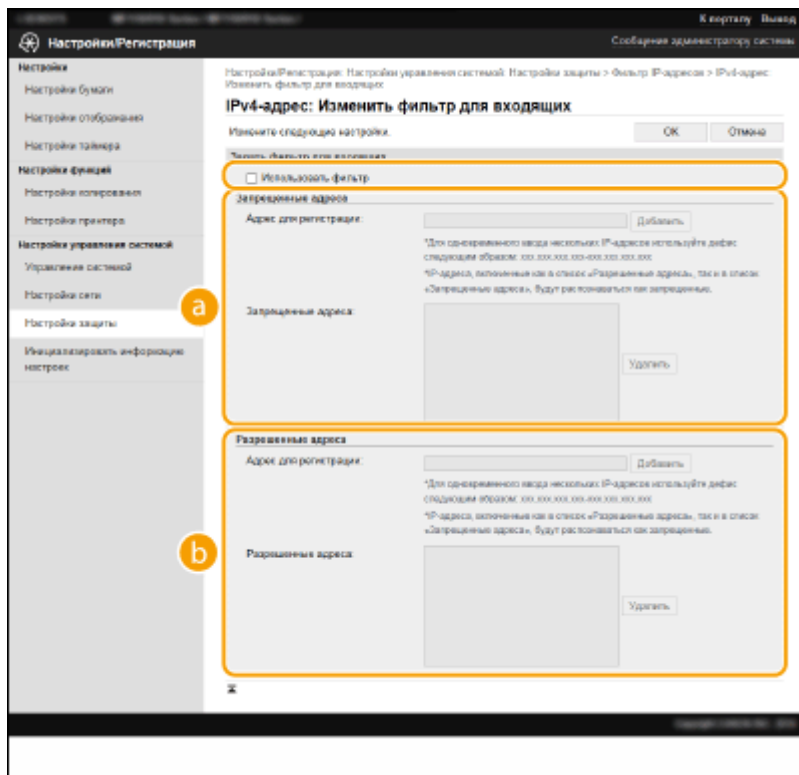 К порталу Выход
Настройки/Регистрация
Сообщение администратору системы
Настройки
Настройки бумаги
Настройки отображения
Настройки таймера
Настройки функций
Настройки копирования
Настройки принтера
Настройки управления системой
Управление системой
Настройки сети
Настройки защиты
Инициализировать информацию
настроек
Настройки/Регистрация: Настройки управления системой: Настройки защиты > Фильтр IP-адресов > IPv4-адрес:
Изменить фильтр для входящих
IPv4-адрес: Изменить фильтр для входящих
Измените следующие настройки.
OK Отмена
фильтр для входящих
Использовать фильтр
a
Запрещенные адреса
Адрес для регистрации:
Добавить
*Для одновременного ввода нескольких IP-адресов используйте дефис
следующим образом: xxx.xxx.xxx.xxx-xxx.xxx.xxx.xxx
*IP-адреса, включенные как в список «Разрешенные адреса», так и в список
«Запрещенные адреса», будут распознаваться как запрещенные.
Запрещенные адреса:
Удалить
b
Разрешенные адреса
Адрес для регистрации:
Добавить
*Для одновременного ввода нескольких IP-адресов используйте дефис
следующим образом: xxx.xxx.xxx.xxx-xxx.xxx.xxx.xxx
*IP-адреса, включенные как в список «Разрешенные адреса», так и в список
«Запрещенные адреса», будут распознаваться как запрещенные.
Разрешенные адреса:
Удалить